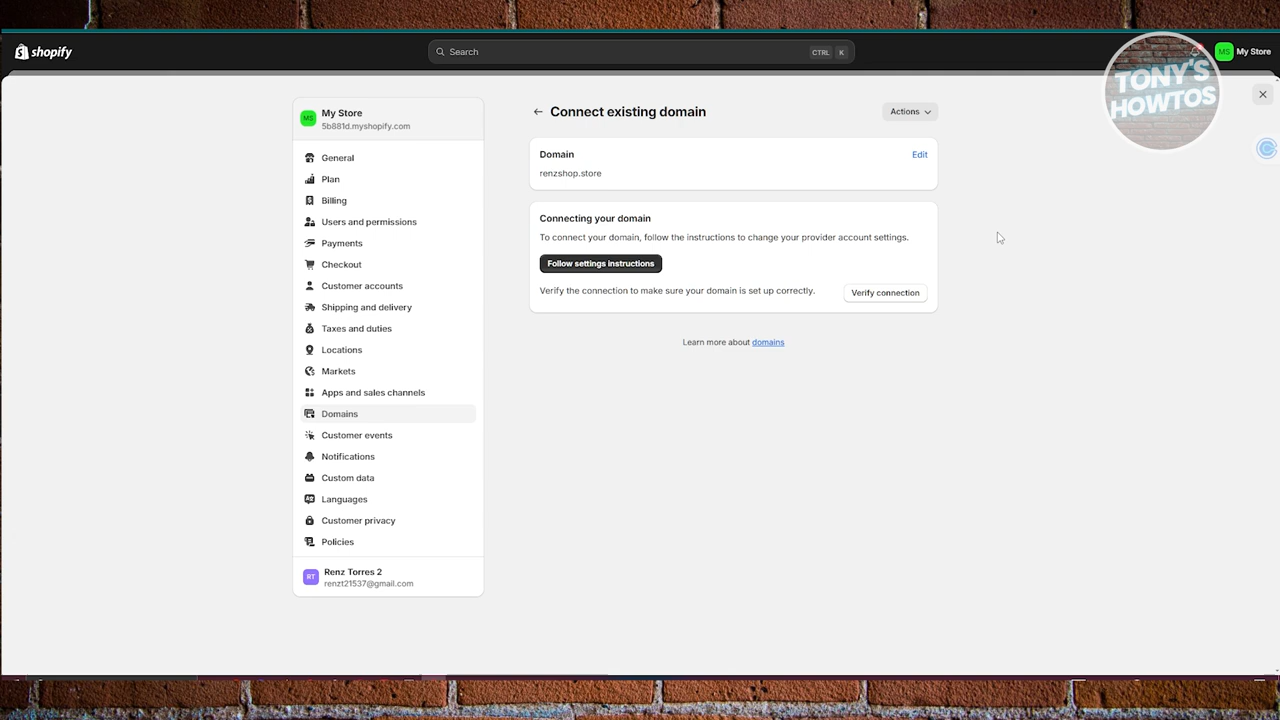 shopify
Search
CTRL K
MS My Store
TONY'S
HOWTOS
MS My Store
5b881d.myshopify.com
General
Plan
Billing
Users and permissions
Payments
Checkout
Customer accounts
Shipping and delivery
Taxes and duties
Locations
Markets
Apps and sales channels
Domains
Customer events
Notifications
Custom data
Languages
Customer privacy
Policies
RT Renz Torres 2
renzt21537@gmail.com
Connect existing domain
Actions
Domain
Edit
renzshop.store
Connecting your domain
To connect your domain, follow the instructions to change your provider account settings.
Follow settings instructions
Verify the connection to make sure your domain is set up correctly.
Verify connection
Learn more about domains